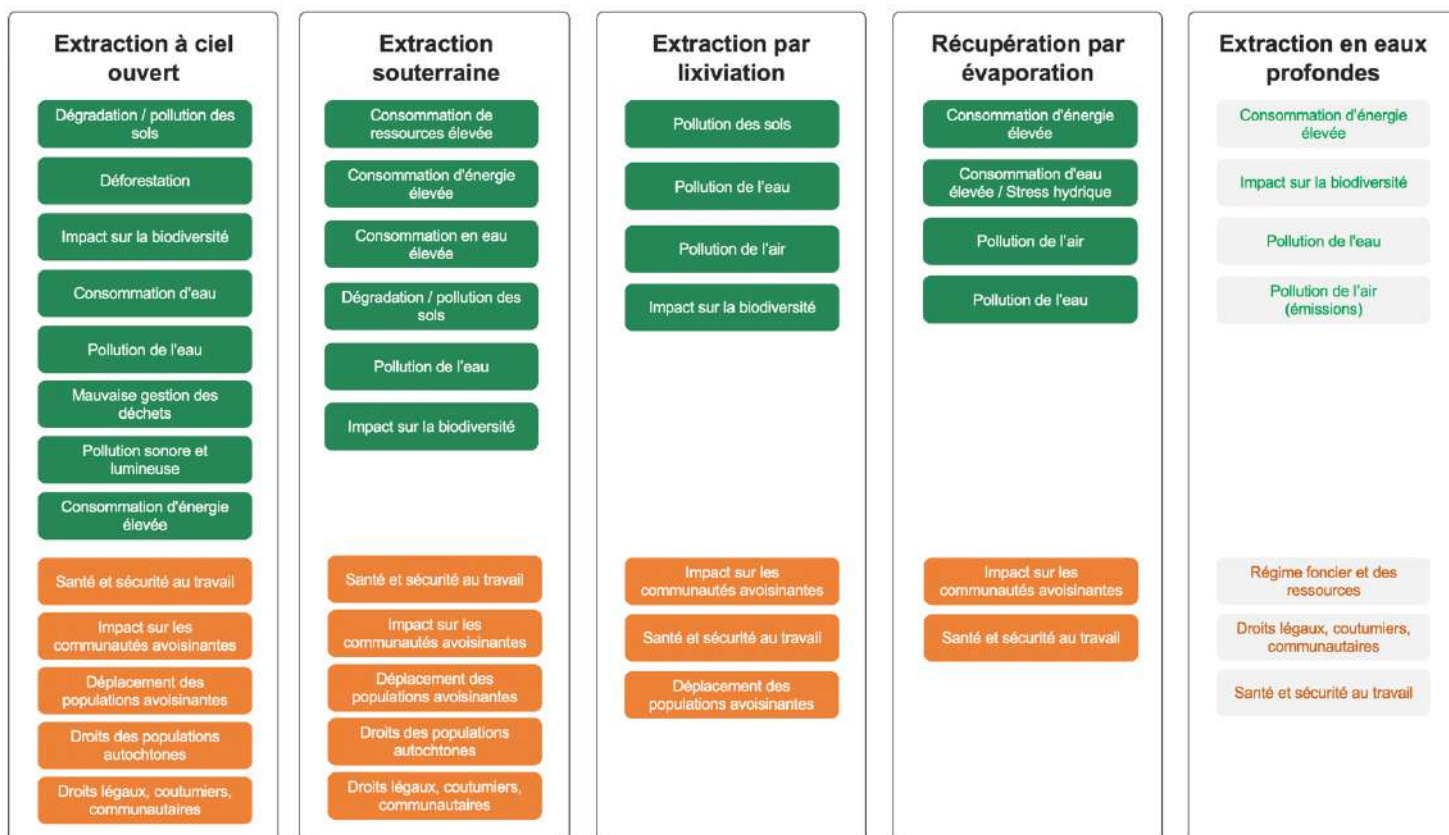 Extraction à ciel
ouvert
Dégradation / pollution des
sols
Déforestation
Impact sur la biodiversité
Consommation d'eau
Pollution de l'eau
Mauvaise gestion des
déchets
Pollution sonore et
lumineuse
Consommation d'énergie
élevée
Santé et sécurité au travail
Impact sur les
communautés avoisinantes
Déplacement des
populations avoisinantes
Droits des populations
autochtones
Droits légaux, coutumiers,
communautaires
Extraction
souterraine
Consommation de
ressources élevée
Consommation d'énergie
élevée
Consommation en eau
élevée
Dégradation / pollution des
sols
Pollution de l'eau
Impact sur la biodiversité
Santé et sécurité au travail
Impact sur les
communautés avoisinantes
Déplacement des
populations avoisinantes
Droits des populations
autochtones
Droits légaux, coutumiers,
communautaires
Extraction par
lixiviation
Pollution des sols
Pollution de l'eau
Pollution de l'air
Impact sur la biodiversité
Impact sur les
communautés avoisinantes
Santé et sécurité au travail
Déplacement des
populations avoisinantes
Récupération par
évaporation
Consommation d'énergie
élevée
Consommation d'eau
élevée / Stress hydrique
Pollution de l'air
Pollution de l'eau
Impact sur les
communautés avoisinantes
Santé et sécurité au travail
Extraction en eaux
profondes
Consommation d'énergie
élevée
Impact sur la biodiversité
Pollution de l'eau
Pollution de l'air
(émissions)
Régime foncier et des
ressources
Droits légaux, coutumiers,
communautaires
Santé et sécurité au travail